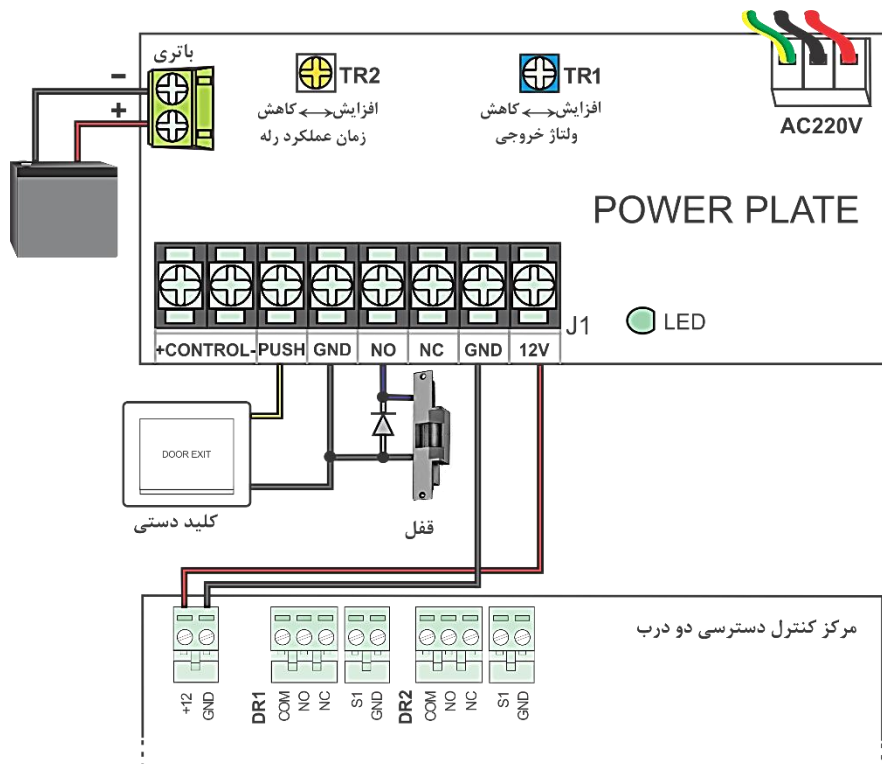 باتری
−
+
TR2
افزایش ⟷ کاهش
زمان عملکرد رله
TR1
افزایش ⟷ کاهش
ولتاژ خروجی
AC220V
POWER PLATE
J1
LED
+CONTROL- PUSH GND NO NC GND 12V
DOOR EXIT
کلید دستی
قفل
مرکز کنترل دسترسی دو درب
+12 GND
DR1 COM NO NC
S1 GND
DR2 COM NO NC
S1 GND